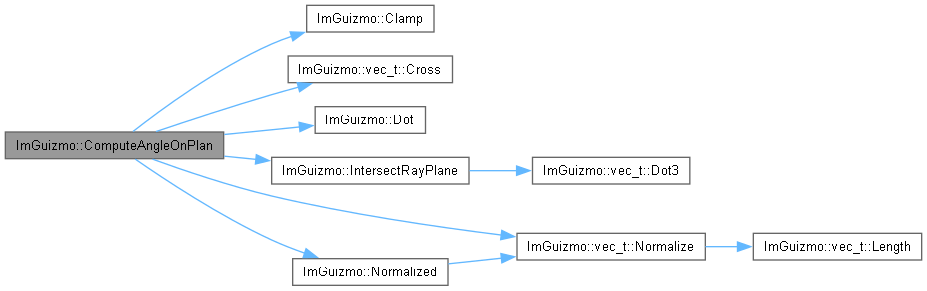 ImGuizmo::Clamp
ImGuizmo::vec_t::Cross
ImGuizmo::Dot
ImGuizmo::ComputeAngleOnPlan
ImGuizmo::IntersectRayPlane
ImGuizmo::vec_t::Dot3
ImGuizmo::vec_t::Normalize
ImGuizmo::vec_t::Length
ImGuizmo::Normalized